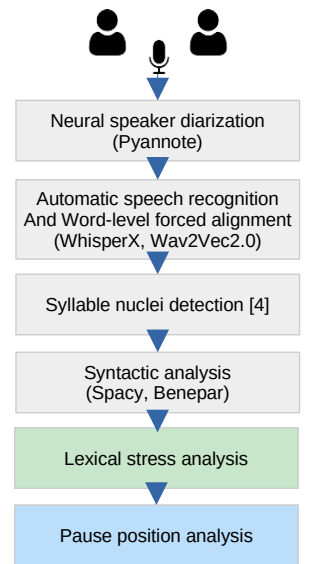 Neural speaker diarization
(Pyannote)
Automatic speech recognition
And Word-level forced alignment
(WhisperX, Wav2Vec2.0)
Syllable nuclei detection [4]
Syntactic analysis
(Spacy, Benepar)
Lexical stress analysis
Pause position analysis